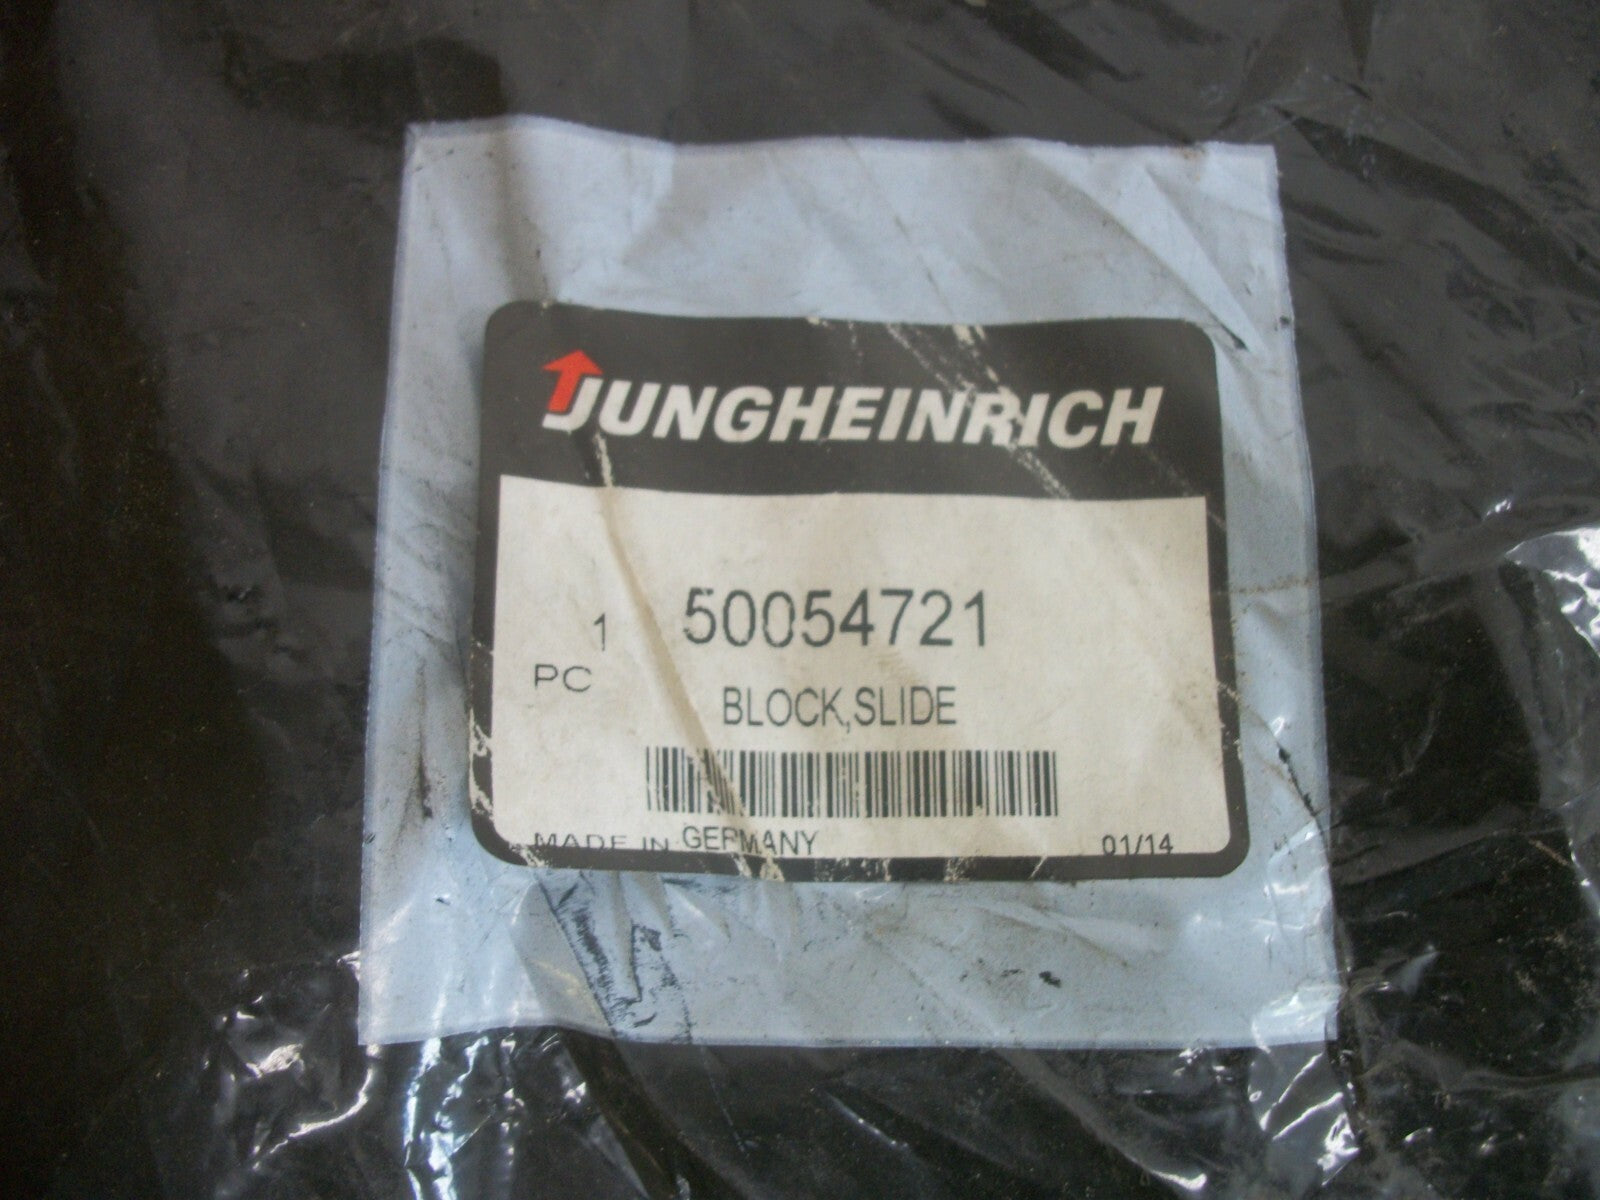 JUNGHEINRICH
1 50054721
PC
BLOCK,SLIDE
MADE IN GERMANY 01/14